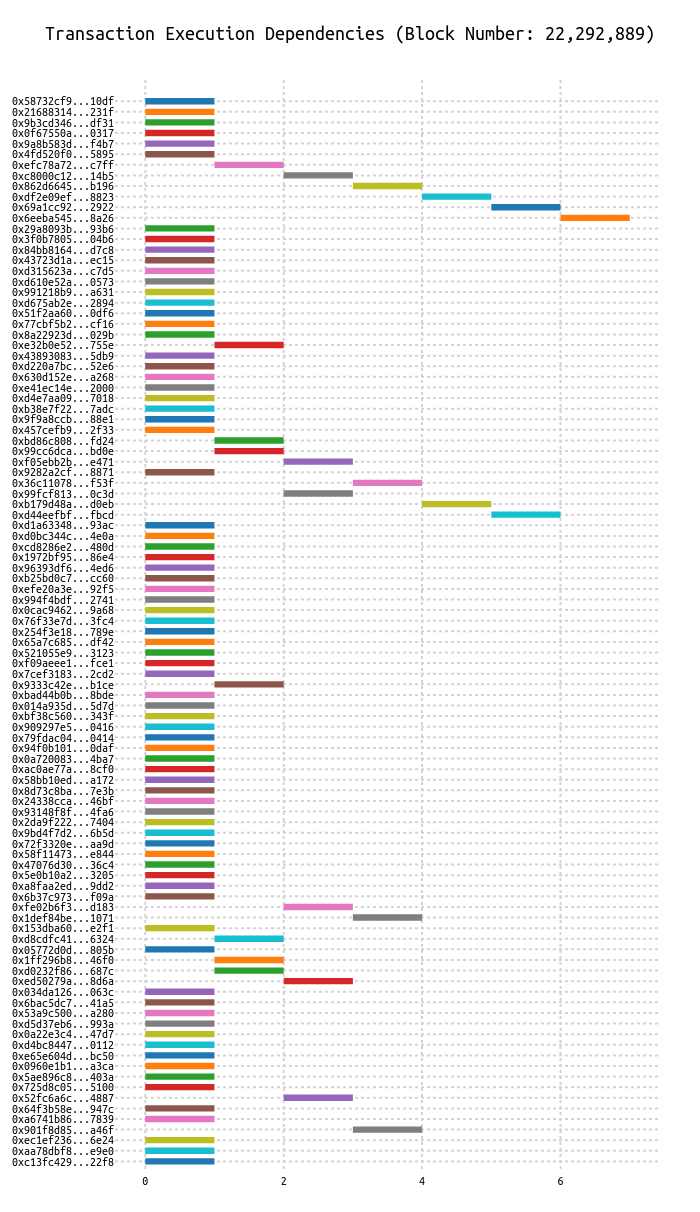 Transaction Execution Dependencies (Block Number: 22,292,889)
0x58732cf9...10df
0x21688314...231f
0x9b3cd346...df31
0x0f67550a...0317
0x9a8b583d...f4b7
0x4fd520f0...5895
0xefc78a72...c7ff
0xc8000c12...14b5
0x862d6645...b196
0xdf2e09ef...8823
0x69a1cc92...2922
0x6eeba545...8a26
0x29a8093b...93b6
0x3f0b7805...04b6
0x84bb8164...d7c8
0x43723d1a...ec15
0xd315623a...c7d5
0xd610e52a...0573
0x991218b9...a631
0xd675ab2e...2894
0x51f2aa60...0df6
0x77cbf5b2...cf16
0x8a22923d...029b
0xe32b0e52...755e
0x43893083...5db9
0xd220a7bc...52e6
0x630d152e...a268
0xe41ec14e...2000
0xd4e7aa09...7018
0xb38e7f22...7adc
0x9f9a8ccb...88e1
0x457cefb9...2f33
0xbd86c808...fd24
0x99cc6dca...bd0e
0xf05ebb2b...e471
0x9282a2cf...8871
0x36c11078...f53f
0x99fcf813...0c3d
0xb179d48a...d0eb
0xd44eefbf...fbcd
0xd1a63348...93ac
0xd0bc344c...4e0a
0xcd8286e2...480d
0x1972bf95...86e4
0x96393df6...4ed6
0xb25bd0c7...cc60
0xefe20a3e...92f5
0x994f4bdf...2741
0x0cac9462...9a68
0x76f33e7d...3fc4
0x254f3e18...789e
0x65a7c685...df42
0x521055e9...3123
0xf09aeee1...fce1
0x7cef3183...2cd2
0x9333c42e...b1ce
0xbad44b0b...8bde
0x014a935d...5d7d
0xbf38c560...343f
0x909297e5...0416
0x79fdac04...0414
0x94f0b101...0daf
0x0a720083...4ba7
0xac0ae77a...8cf0
0x58bb10ed...a172
0x8d73c8ba...7e3b
0x24338cca...46bf
0x93148f8f...4fa6
0x2da9f222...7404
0x9bd4f7d2...6b5d
0x72f3320e...aa9d
0x58f11473...e844
0x47076d30...36c4
0x5e0b10a2...3205
0xa8faa2ed...9dd2
0x6b37c973...f09a
0xfe02b6f3...d183
0x1def84be...1071
0x153dba60...e2f1
0xd8cdfc41...6324
0x05772d0d...805b
0x1ff296b8...46f0
0xd0232f86...687c
0xed50279a...8d6a
0x034da126...063c
0x6bac5dc7...41a5
0x53a9c500...a280
0xd5d37eb6...993a
0x0a22e3c4...47d7
0xd4bc8447...0112
0xe65e604d...bc50
0x0960e1b1...a3ca
0x5ae896c8...403a
0x725d8c05...5100
0x52fc6a6c...4887
0x64f3b58e...947c
0xa6741b86...7839
0x901f8d85...a46f
0xec1ef236...6e24
0xaa78dbf8...e9e0
0xc13fc429...22f8
0 2 4 6